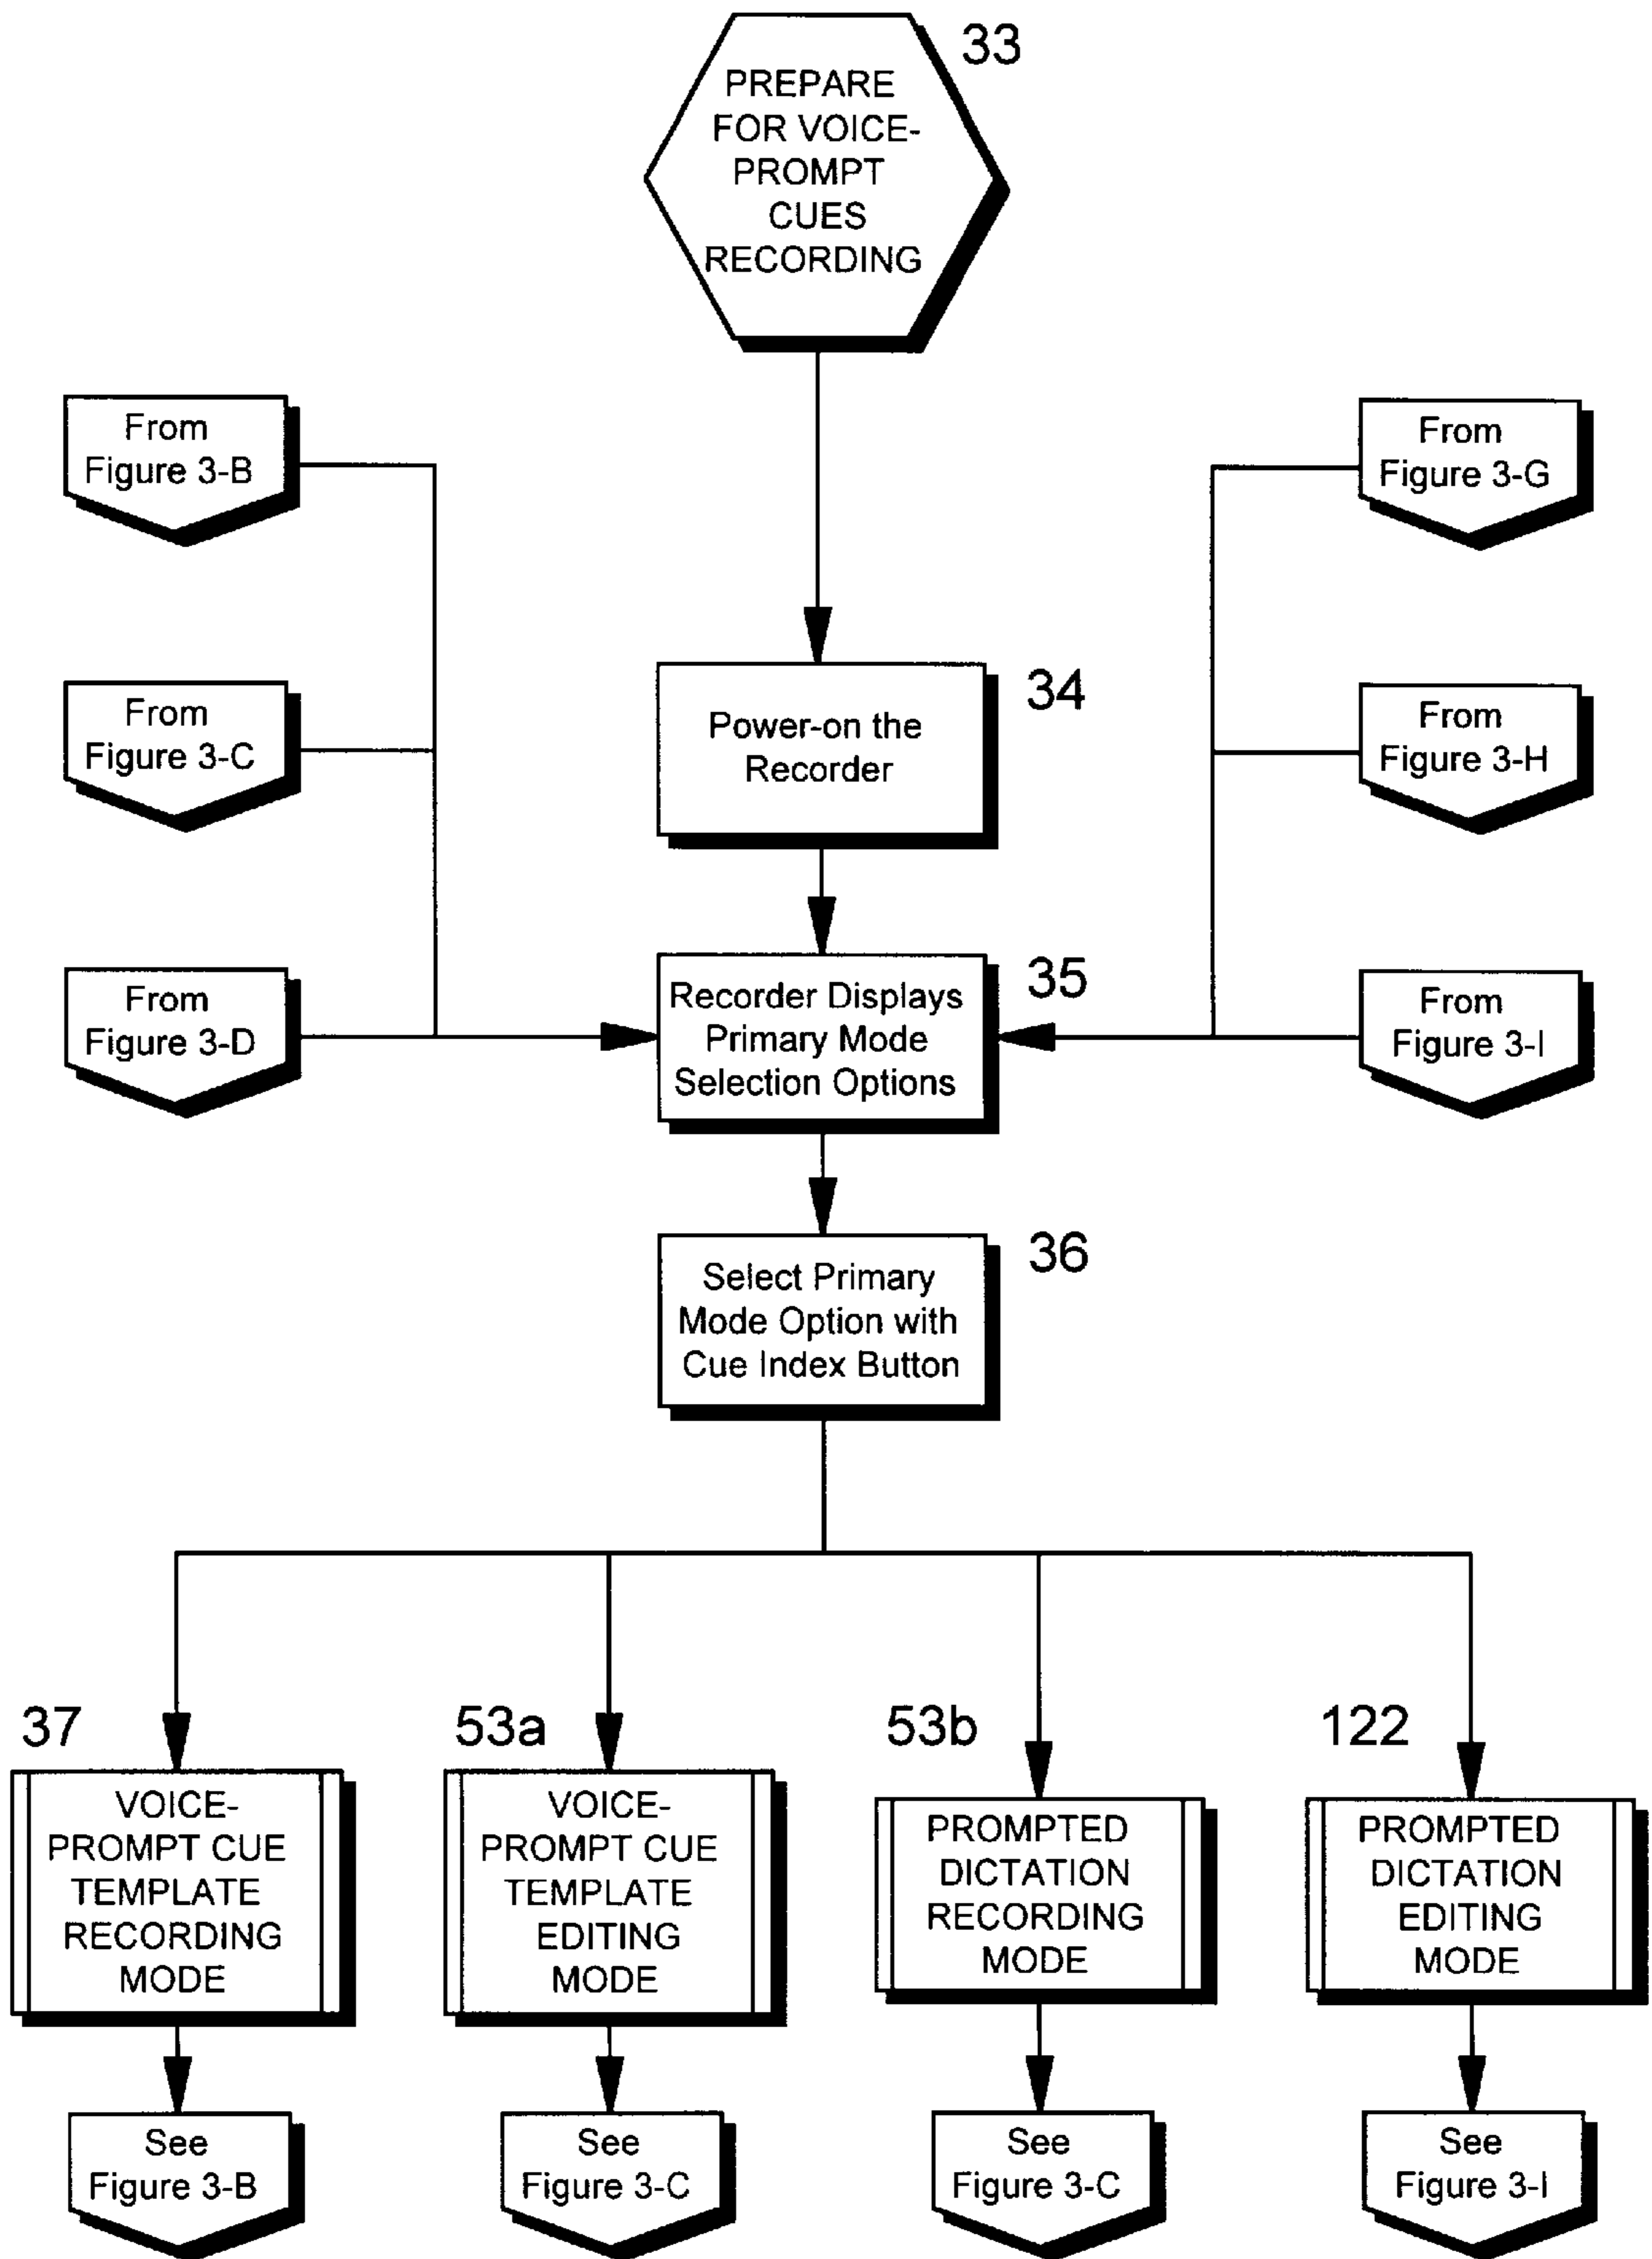 33
PREPARE
FOR VOICE-
PROMPT
CUES
RECORDING
From
Figure 3-B
From
Figure 3-G
34
Power-on the
Recorder
From
Figure 3-C
From
Figure 3-H
35
Recorder Displays
Primary Mode
Selection Options
From
Figure 3-D
From
Figure 3-I
36
Select Primary
Mode Option with
Cue Index Button
37
VOICE-
PROMPT CUE
TEMPLATE
RECORDING
MODE
See
Figure 3-B
53a
VOICE-
PROMPT CUE
TEMPLATE
EDITING
MODE
See
Figure 3-C
53b
PROMPTED
DICTATION
RECORDING
MODE
See
Figure 3-C
122
PROMPTED
DICTATION
EDITING
MODE
See
Figure 3-I